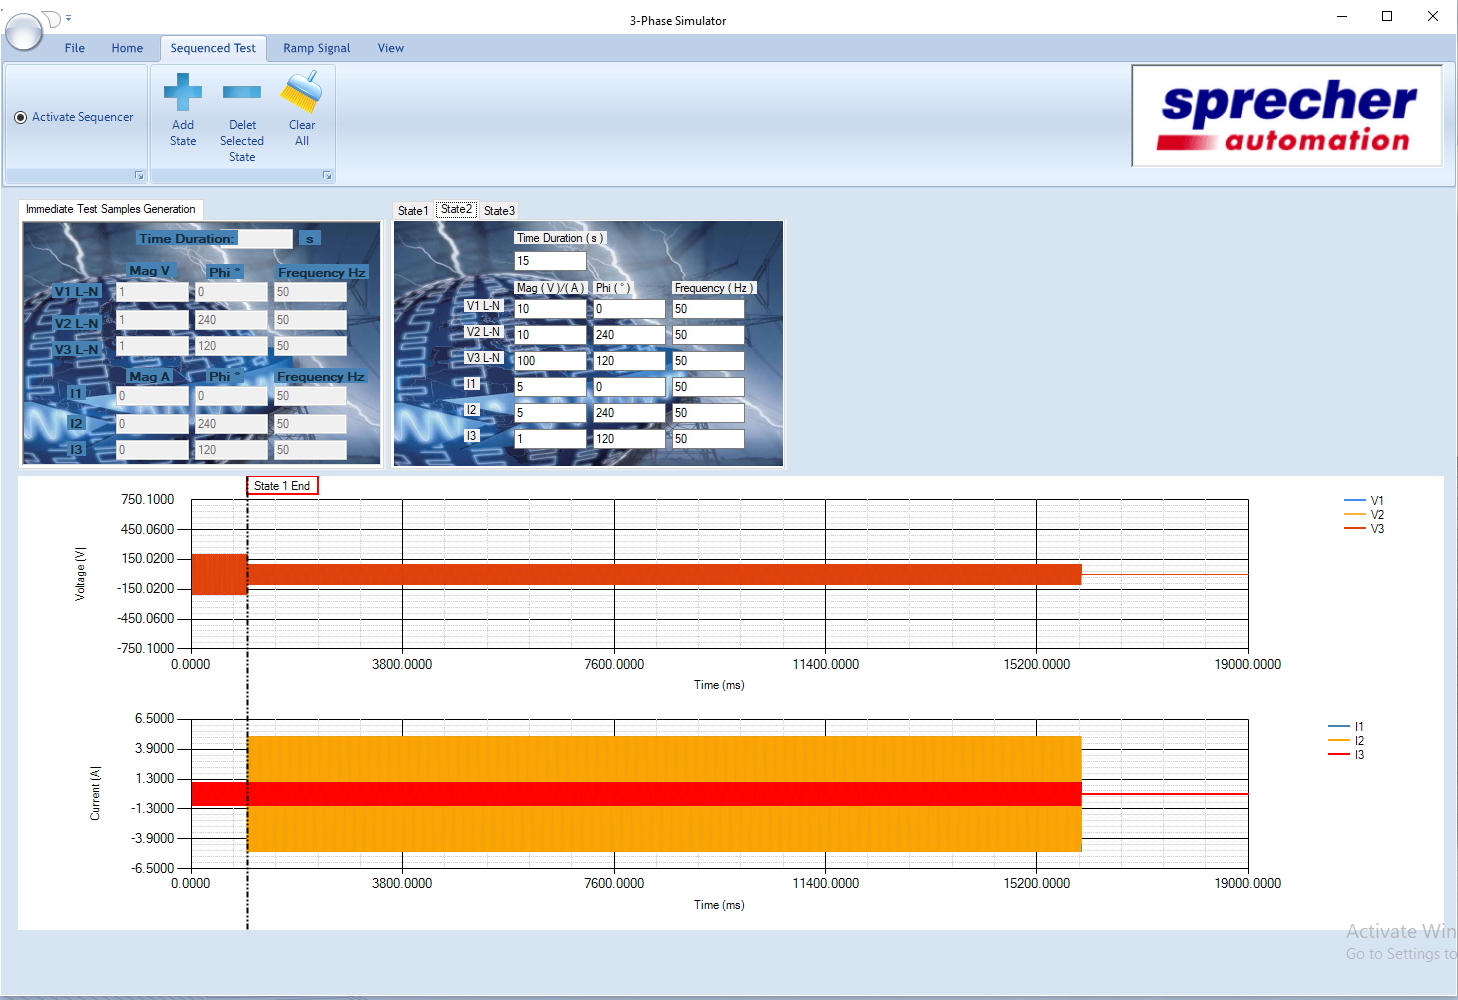 3-Phase Simulator
File Home Sequenced Test Ramp Signal View
Activate Sequencer
Add State
Delet Selected State
Clear All
sprecher
automation
Immediate Test Samples Generation
Time Duration: s
Mag V Phi ° Frequency Hz
V1 L-N 1 0 50
V2 L-N 1 240 50
V3 L-N 1 120 50
Mag A Phi ° Frequency Hz
I1 0 0 50
I2 0 240 50
I3 0 120 50
State1 State2 State3
Time Duration ( s )
15
Mag ( V )/( A ) Phi ( ° ) Frequency ( Hz )
V1 L-N 10 0 50
V2 L-N 10 240 50
V3 L-N 100 120 50
I1 5 0 50
I2 5 240 50
I3 1 120 50
State 1 End
Voltage (V)
750.1000
450.0600
150.0200
-150.0200
-450.0600
-750.1000
0.0000 3800.0000 7600.0000 11400.0000 15200.0000 19000.0000
Time (ms)
V1
V2
V3
Current (A)
6.5000
3.9000
1.3000
-1.3000
-3.9000
-6.5000
0.0000 3800.0000 7600.0000 11400.0000 15200.0000 19000.0000
Time (ms)
I1
I2
I3
Activate Win
Go to Settings to